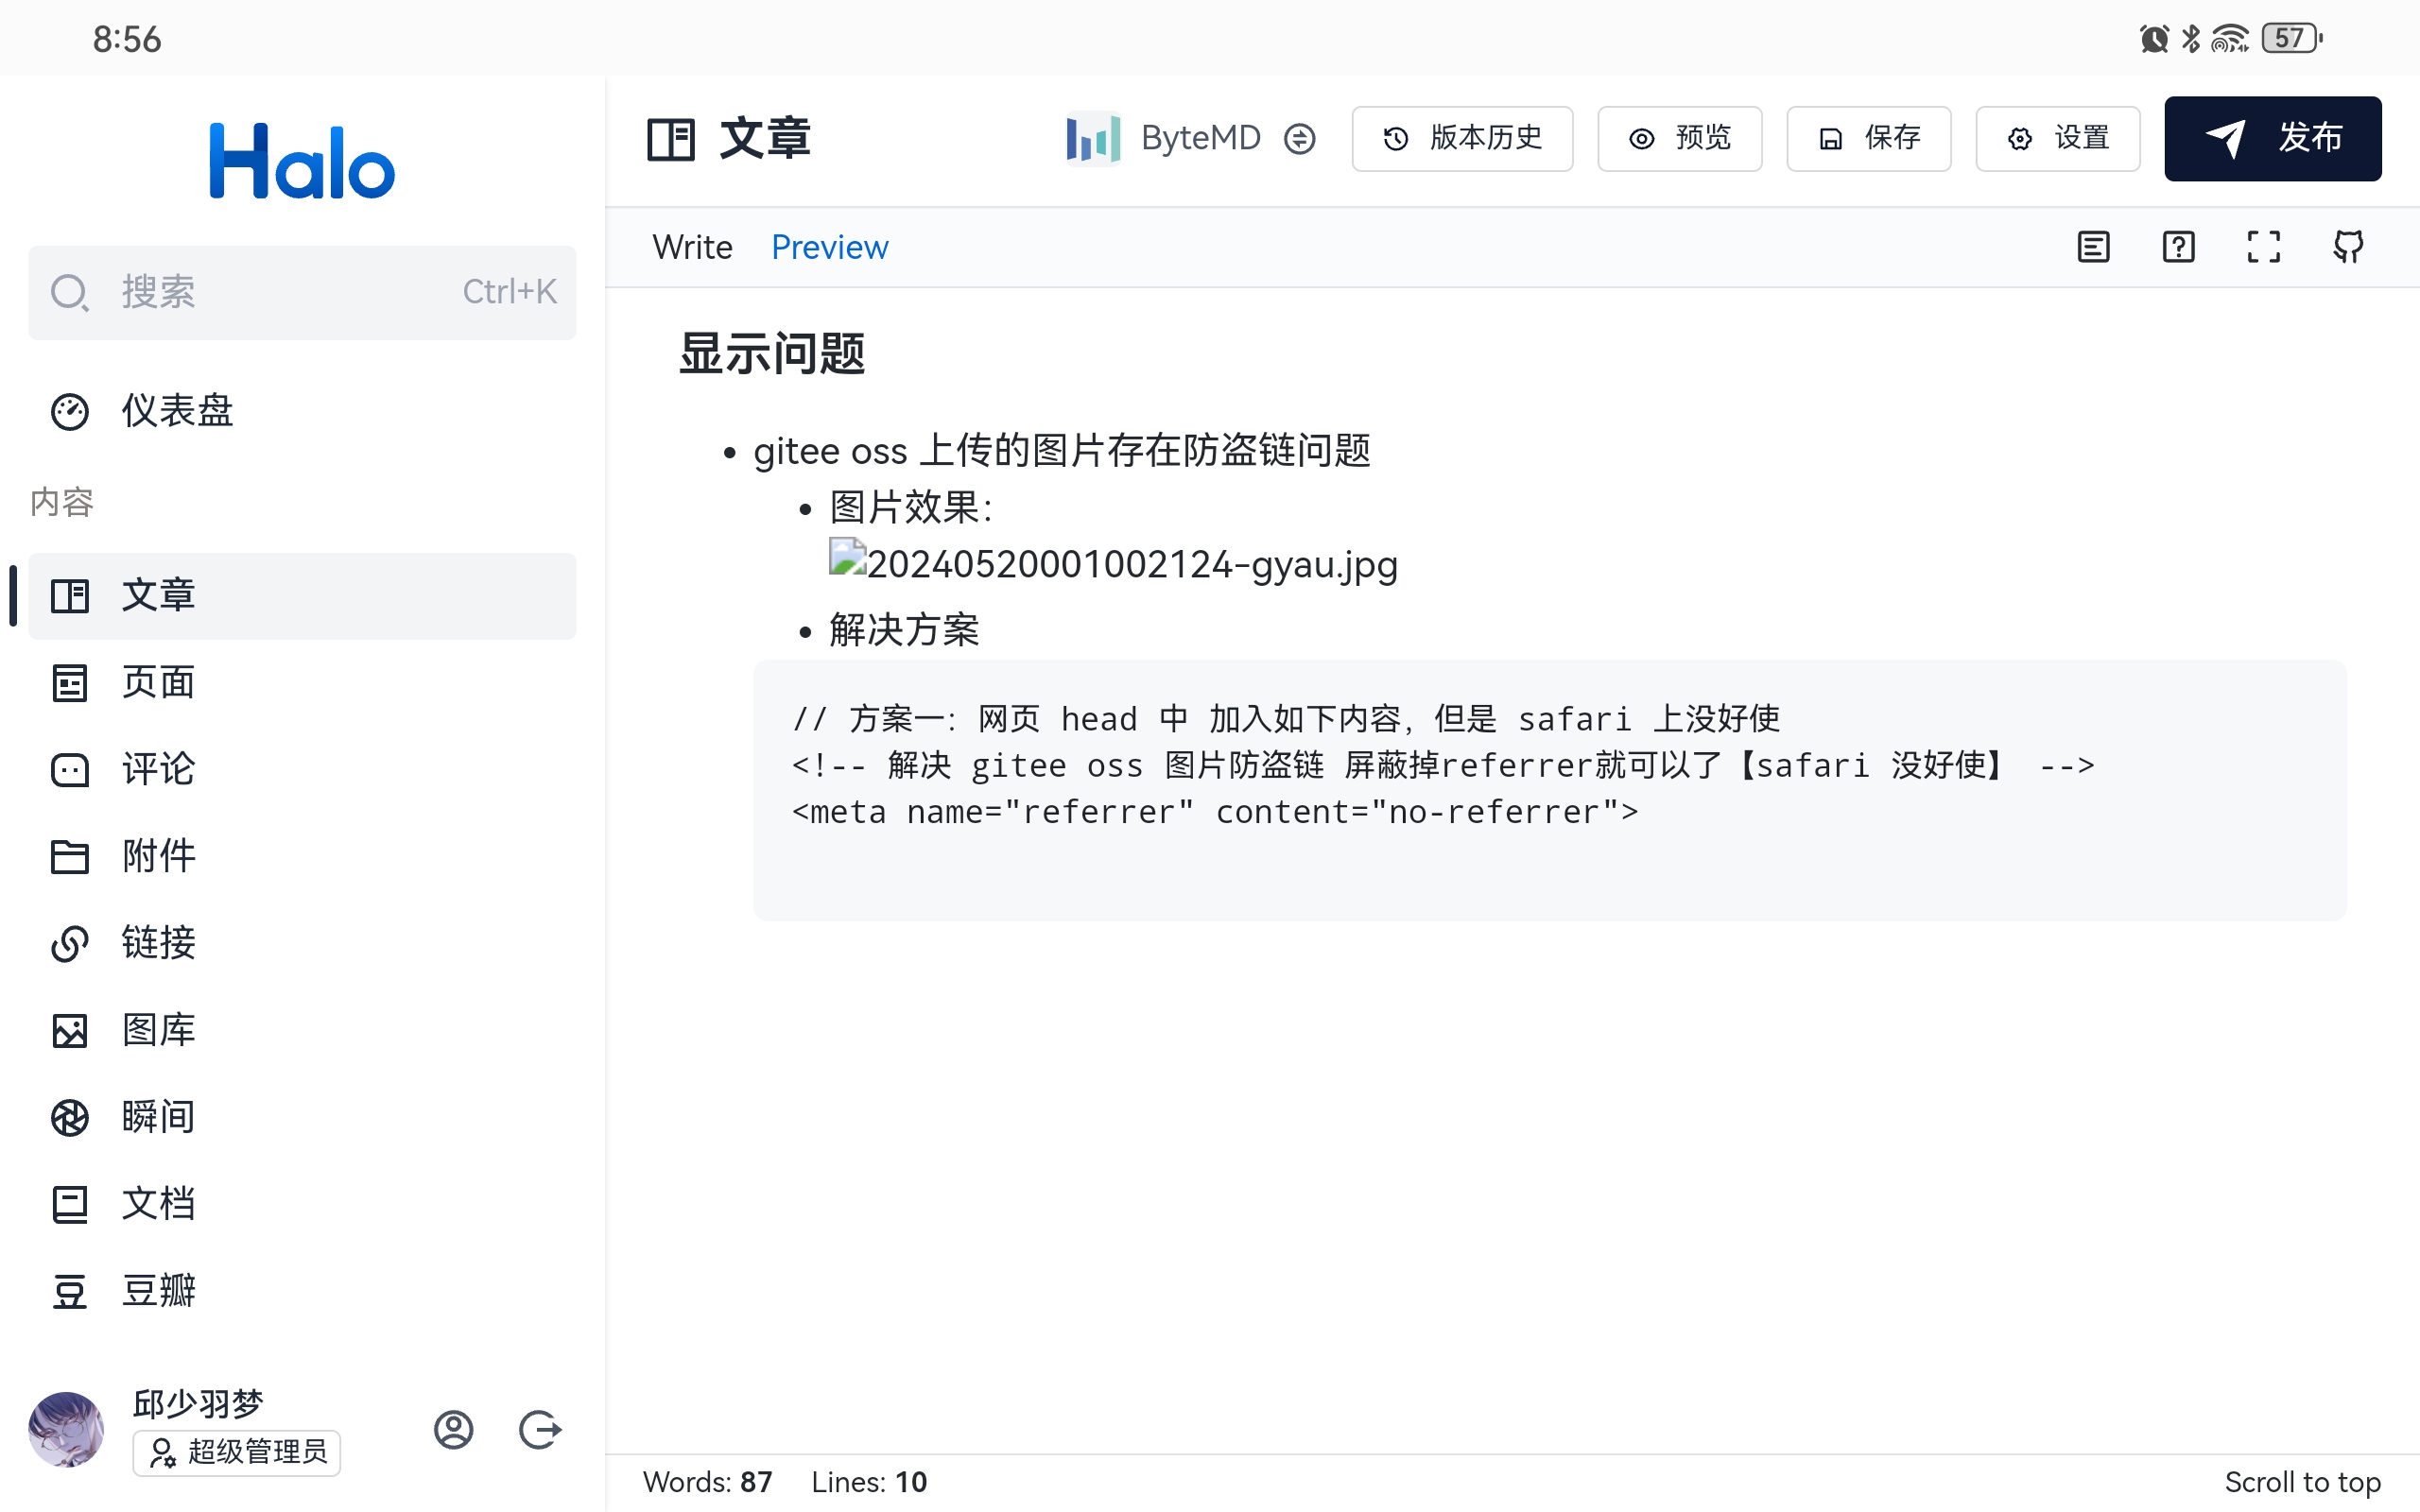 8:56
57
Halo
搜索 Ctrl+K
仪表盘
内容
文章
页面
评论
附件
链接
图库
瞬间
文档
豆瓣
邱少羽梦
超级管理员
文章
ByteMD
版本历史
预览
保存
设置
发布
Write Preview
显示问题
gitee oss 上传的图片存在防盗链问题
图片效果：
20240520001002124-gyau.jpg
解决方案
// 方案一：网页 head 中 加入如下内容，但是 safari 上没好使
<!-- 解决 gitee oss 图片防盗链 屏蔽掉referrer就可以了【safari 没好使】 -->
<meta name="referrer" content="no-referrer">
Words: 87 Lines: 10
Scroll to top